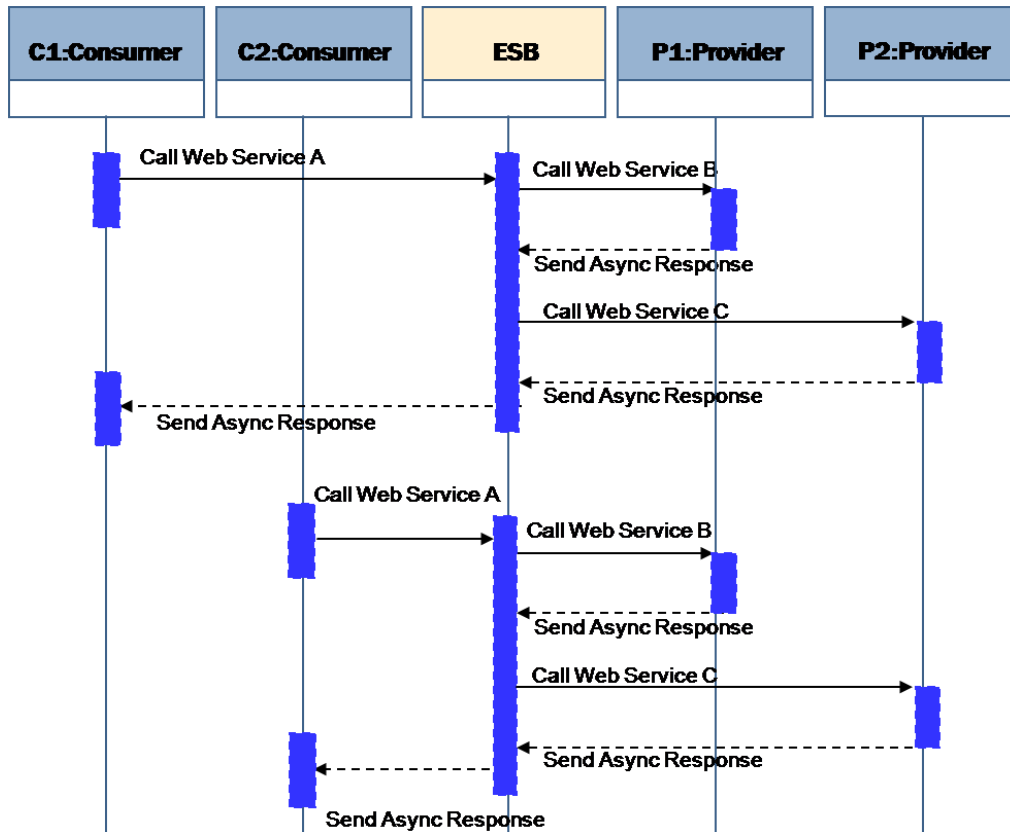 C1:Consumer
C2:Consumer
ESB
P1:Provider
P2:Provider
Call Web Service A
Call Web Service B
Send Async Response
Call Web Service C
Send Async Response
Send Async Response
Call Web Service A
Call Web Service B
Send Async Response
Call Web Service C
Send Async Response
Send Async Response